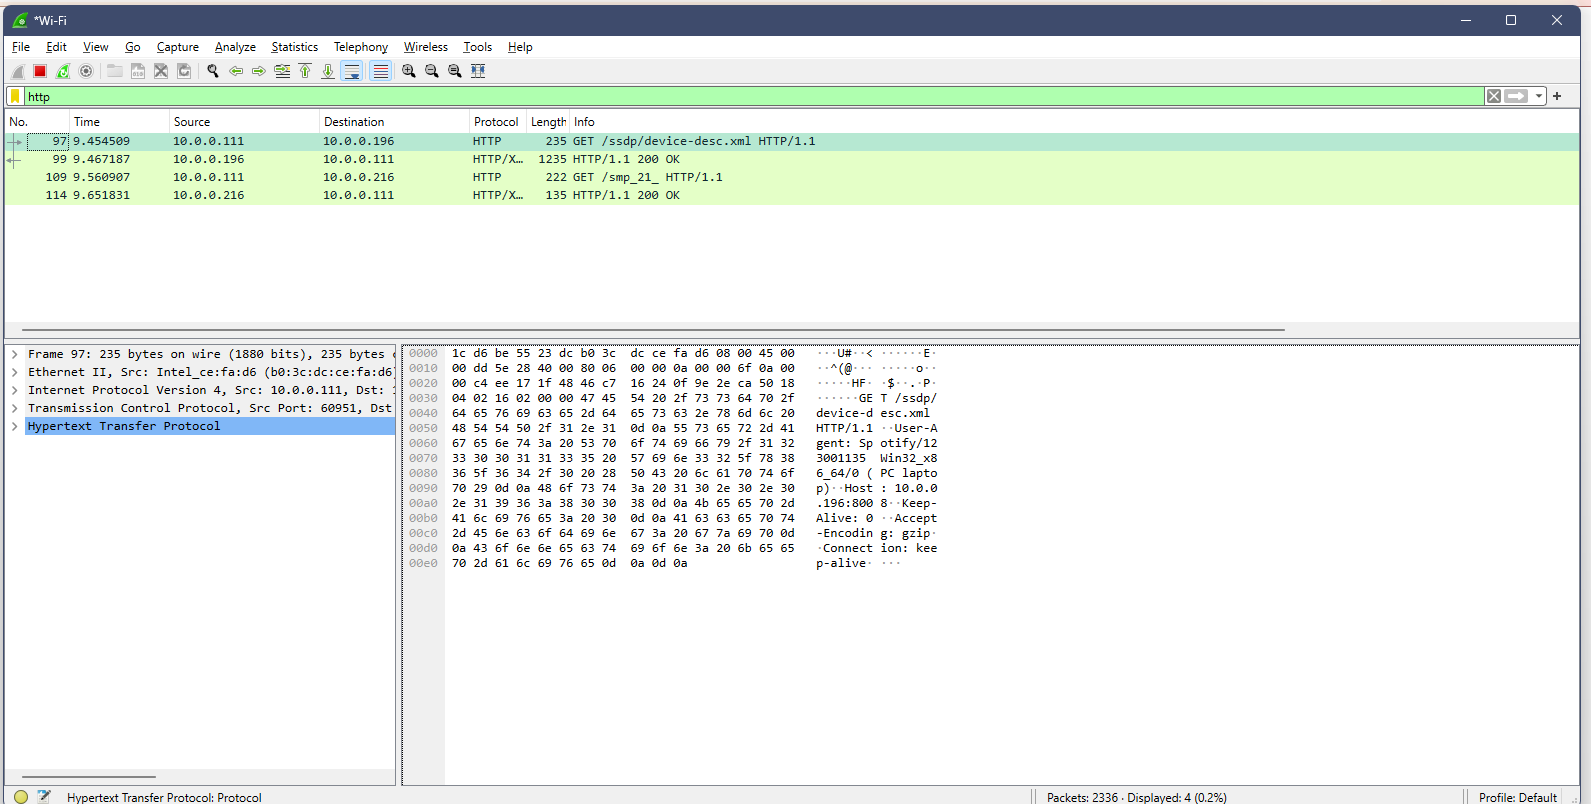 *Wi-Fi
File Edit View Go Capture Analyze Statistics Telephony Wireless Tools Help
http
No. Time Source Destination Protocol Length Info
97 9.454509 10.0.0.111 10.0.0.196 HTTP 235 GET /ssdp/device-desc.xml HTTP/1.1
99 9.467187 10.0.0.196 10.0.0.111 HTTP/X… 1235 HTTP/1.1 200 OK
109 9.560907 10.0.0.111 10.0.0.216 HTTP 222 GET /smp_21_ HTTP/1.1
114 9.651831 10.0.0.216 10.0.0.111 HTTP/X… 135 HTTP/1.1 200 OK
Frame 97: 235 bytes on wire (1880 bits), 235 bytes c
Ethernet II, Src: Intel_ce:fa:d6 (b0:3c:dc:ce:fa:d6)
Internet Protocol Version 4, Src: 10.0.0.111, Dst: 1
Transmission Control Protocol, Src Port: 60951, Dst
Hypertext Transfer Protocol
0000 1c d6 be 55 23 dc b0 3c dc ce fa d6 08 00 45 00 ···U#··< ······E·
0010 00 dd 5e 28 40 00 80 06 00 00 0a 00 00 6f 0a 00 ··^(@··· ·····o··
0020 00 c4 ee 17 1f 48 46 c7 16 24 0f 9e 2e ca 50 18 ·····HF· ·$··.·P·
0030 04 02 16 02 00 00 47 45 54 20 2f 73 73 64 70 2f ······GE T /ssdp/
0040 64 65 76 69 63 65 2d 64 65 73 63 2e 78 6d 6c 20 device-d esc.xml
0050 48 54 54 50 2f 31 2e 31 0d 0a 55 73 65 72 2d 41 HTTP/1.1 ··User-A
0060 67 65 6e 74 3a 20 53 70 6f 74 69 66 79 2f 31 32 gent: Sp otify/12
0070 33 30 30 31 31 33 35 20 57 69 6e 33 32 5f 78 38 3001135 Win32_x8
0080 36 5f 36 34 2f 30 20 28 50 43 20 6c 61 70 74 6f 6_64/0 ( PC lapto
0090 70 29 0d 0a 48 6f 73 74 3a 20 31 30 2e 30 2e 30 p)··Host : 10.0.0
00a0 2e 31 39 36 3a 38 30 30 38 0d 0a 4b 65 65 70 2d .196:800 8··Keep-
00b0 41 6c 69 76 65 3a 20 30 0d 0a 41 63 63 65 70 74 Alive: 0 ··Accept
00c0 2d 45 6e 63 6f 64 69 6e 67 3a 20 67 7a 69 70 0d -Encodin g: gzip·
00d0 0a 43 6f 6e 6e 65 63 74 69 6f 6e 3a 20 6b 65 65 ·Connect ion: kee
00e0 70 2d 61 6c 69 76 65 0d 0a 0d 0a p-alive· ···
Hypertext Transfer Protocol: Protocol Packets: 2336 · Displayed: 4 (0.2%) Profile: Default